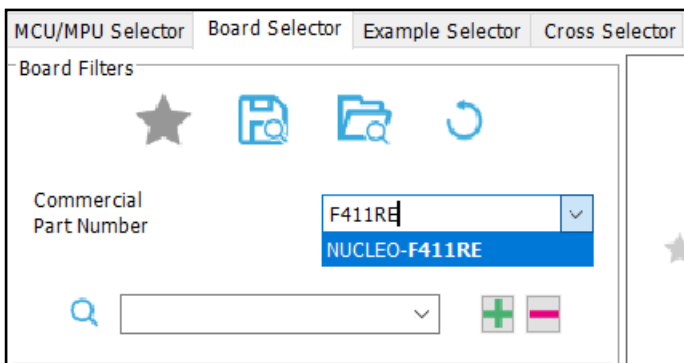 MCU/MPU Selector Board Selector Example Selector Cross Selector
Board Filters
Commercial
Part Number
F411RE
NUCLEO-F411RE